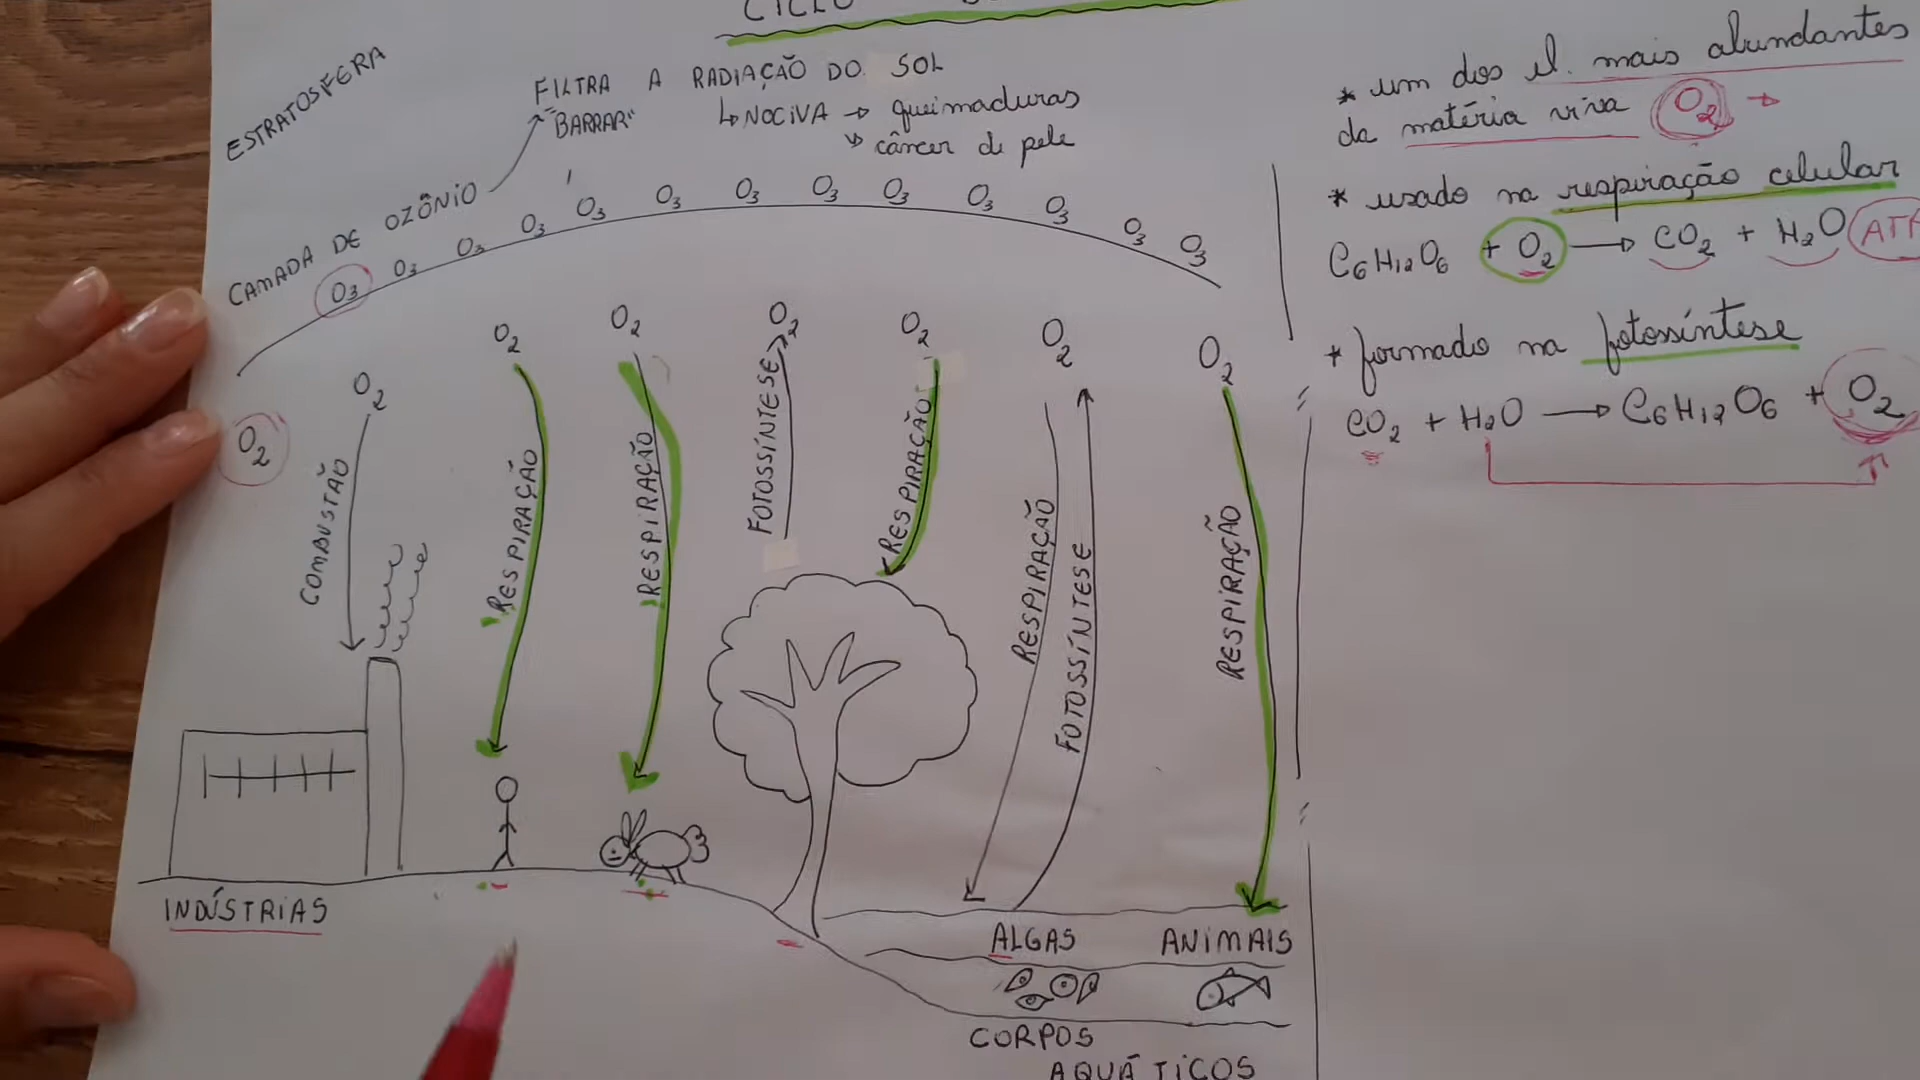 CICLO
ESTRATOSFERA
FILTRA A RADIAÇÃO DO SOL
"BARRAR"
↳ NOCIVA → queimaduras
↘ câncer de pele
CAMADA DE OZÔNIO
O3 O3 O3 O3 O3 O3 O3 O3 O3 O3 O3 O3 O3
O2 O2 O2 O2 O2 O2 O2 O2
COMBUSTÃO
RESPIRAÇÃO
RESPIRAÇÃO
FOTOSSÍNTESE
RESPIRAÇÃO
RESPIRAÇÃO
FOTOSSÍNTESE
RESPIRAÇÃO
INDÚSTRIAS
ALGAS ANIMAIS
CORPOS
AQUÁTICOS
* um dos el. mais abundantes
da matéria viva O2 →
* usado na respiração celular
C6H12O6 + O2 → CO2 + H2O ATP
* formado na fotossíntese
CO2 + H2O → C6H12O6 + O2